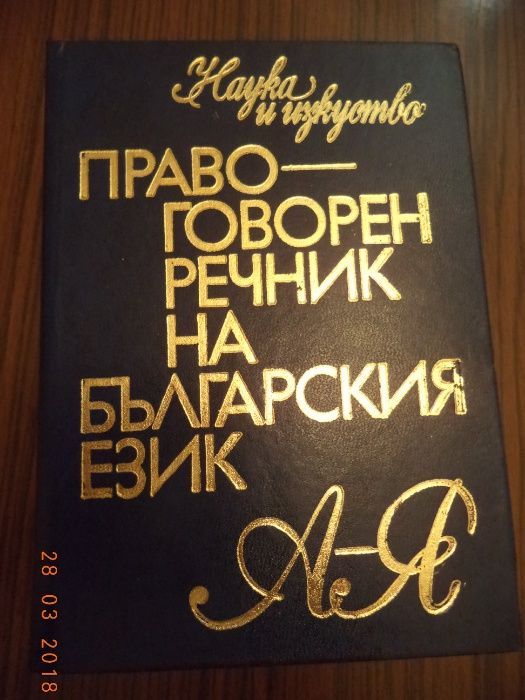 Наука
и изкуство
ПРАВО—
ГОВОРЕН
РЕЧНИК
НА
БЪЛГАРСКИЯ
ЕЗИК
А–Я
28 03 2018